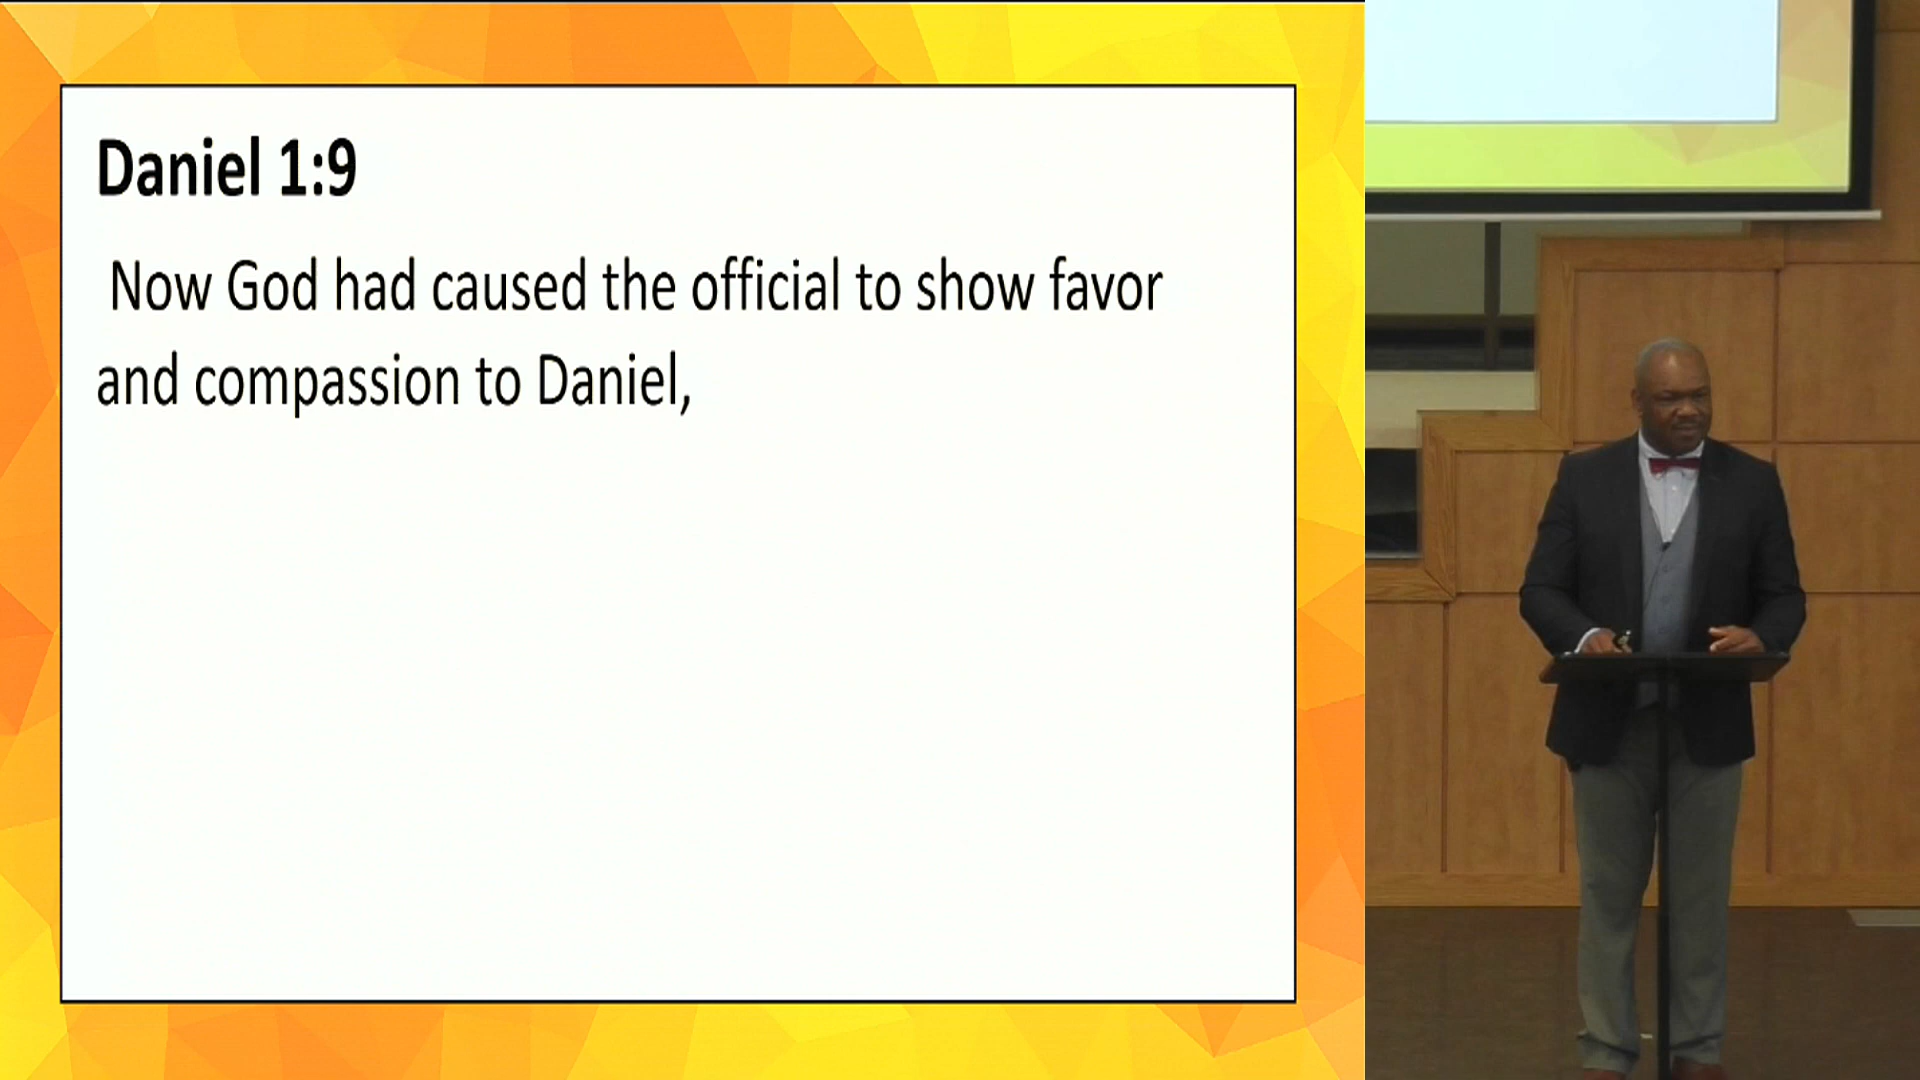 Daniel 1:9
Now God had caused the official to show favor
and compassion to Daniel,